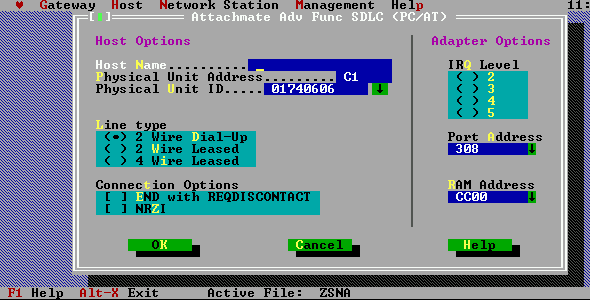 ♥ Gateway Host Network Station Management Help 11:
[↕] Attachmate Adv Func SDLC (PC/AT)
Host Options
Host Name..........
Physical Unit Address......... C1
Physical Unit ID..... 01740606 ↓
Line type
(•) 2 Wire Dial-Up
( ) 2 Wire Leased
( ) 4 Wire Leased
Connection Options
[ ] END with REQDISCONTACT
[ ] NRZI
Adapter Options
IRQ Level
( ) 2
( ) 3
( ) 4
( ) 5
Port Address
308 ↓
RAM Address
CC00 ↓
OK Cancel Help
F1 Help Alt-X Exit Active File: ZSNA